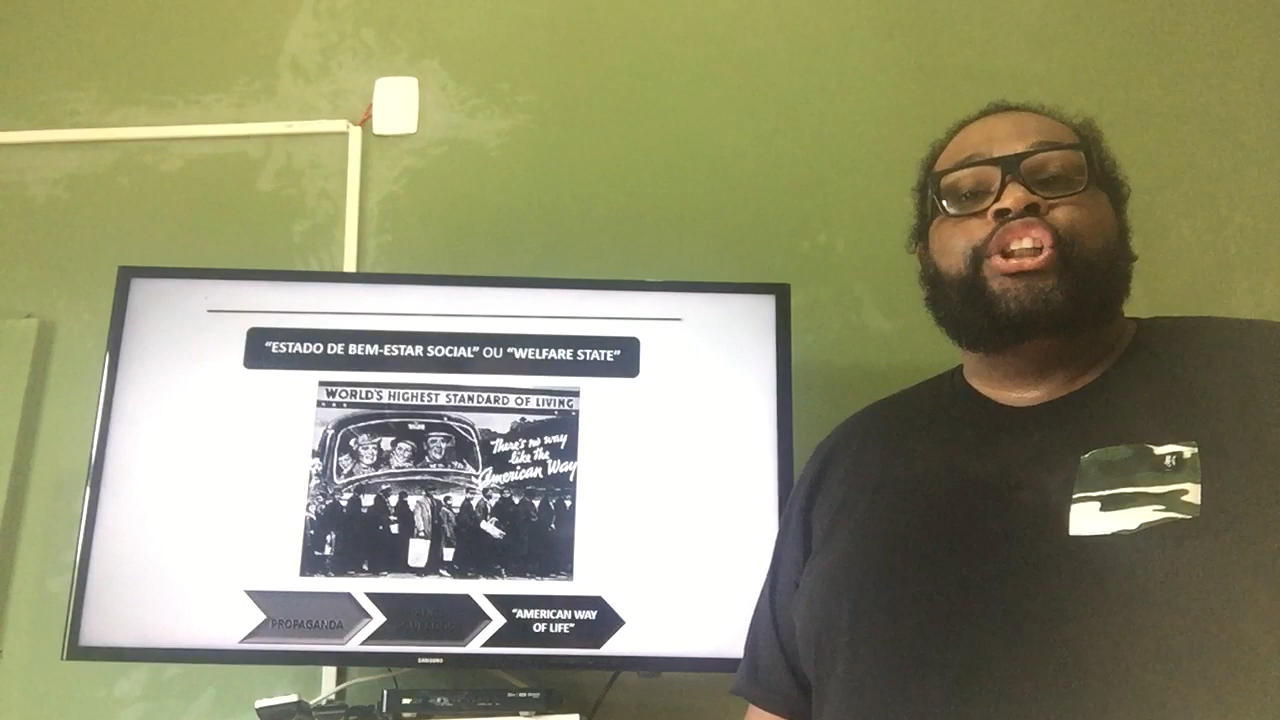 “ESTADO DE BEM-ESTAR SOCIAL” OU “WELFARE STATE”
WORLD'S HIGHEST STANDARD OF LIVING
There's no way
like the
American Way
PROPAGANDA
“AMERICAN WAY
OF LIFE”
SAMSUNG